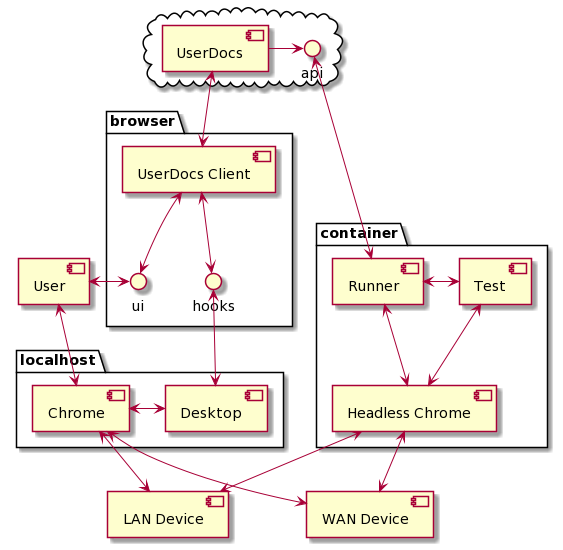 UserDocs
api
browser
UserDocs Client
container
User
ui
hooks
Runner
Test
localhost
Chrome
Desktop
Headless Chrome
LAN Device
WAN Device